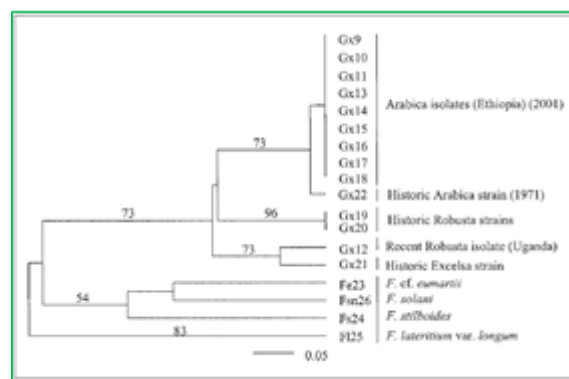 Gx9
Gx10
Gx11
Gx13
Gx14
Gx15
Gx16
Gx17
Gx18
Arabica isolates (Ethiopia) (2001)
73
Gx22 Historic Arabica strain (1971)
96
Gx19
Gx20
Historic Robusta strains
73
73
Gx12 Recent Robusta isolate (Uganda)
Gx21 Historic Excelsa strain
Fe23 F. cf. eumartii
Fsn26 F. solani
54
Fs24 F. stilboides
83
Fl25 F. lateritium var. longum
0.05